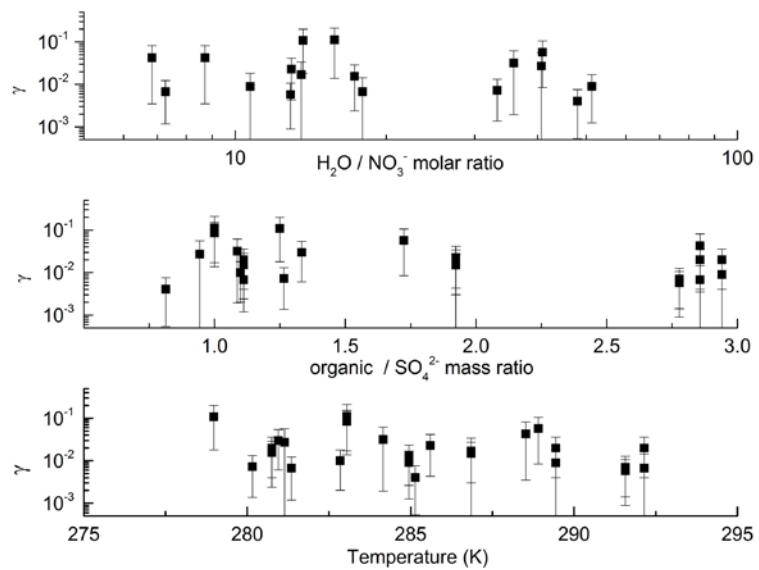 10⁻¹
10⁻²
10⁻³
γ
10 100
H₂O / NO₃⁻ molar ratio
10⁻¹
10⁻²
10⁻³
γ
1.0 1.5 2.0 2.5 3.0
organic / SO₄²⁻ mass ratio
10⁻¹
10⁻²
10⁻³
γ
275 280 285 290 295
Temperature (K)